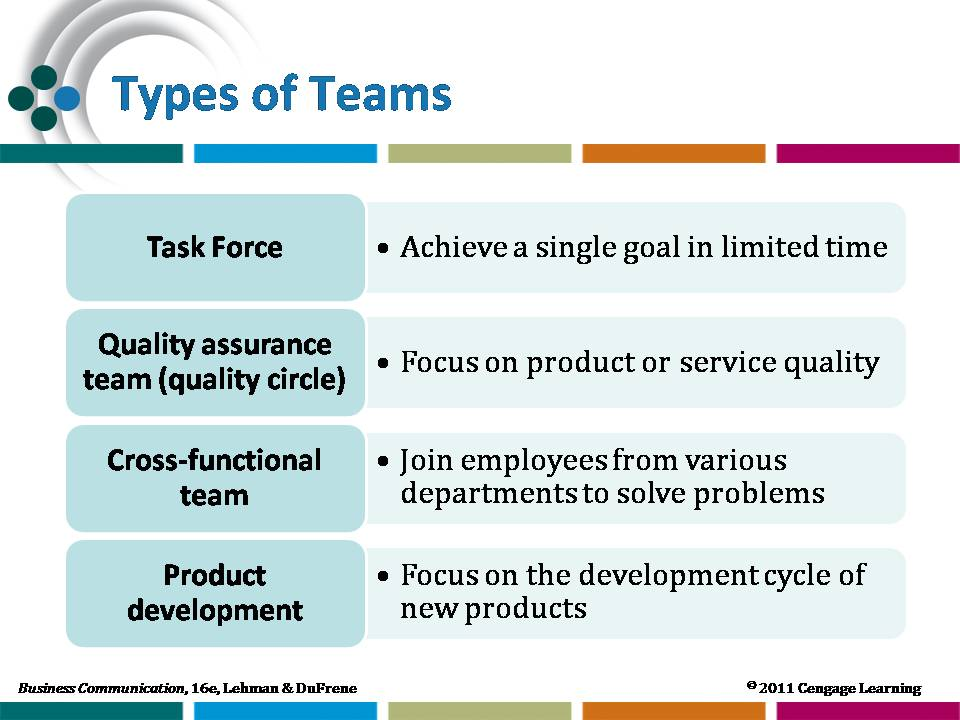 Types of Teams
Task Force
• Achieve a single goal in limited time
Quality assurance
team (quality circle)
• Focus on product or service quality
Cross-functional
team
• Join employees from various
departments to solve problems
Product
development
• Focus on the development cycle of
new products
Business Communication, 16e, Lehman & DuFrene
© 2011 Cengage Learning